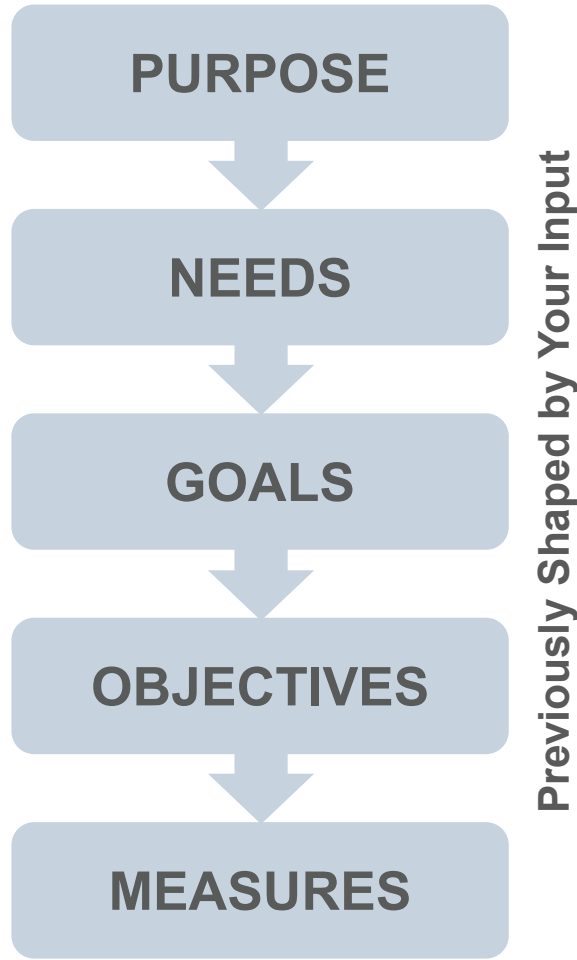 PURPOSE
NEEDS
GOALS
OBJECTIVES
MEASURES
Previously Shaped by Your Input